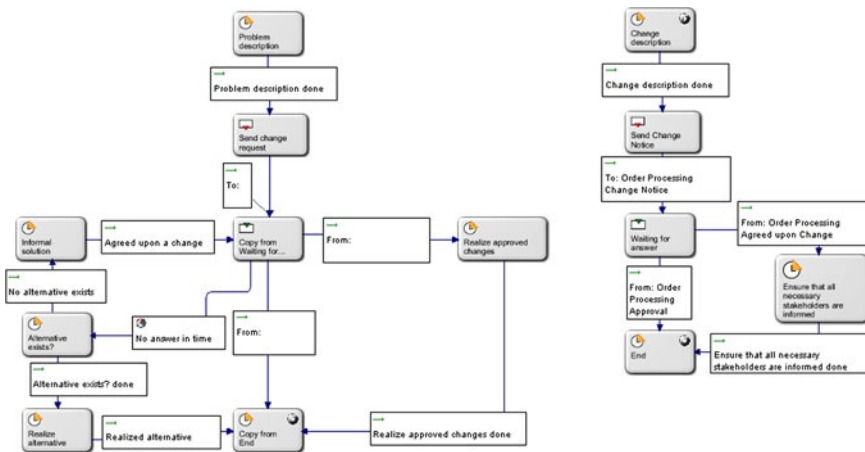 Problem
description
Problem description done
Send change
request
To:
Informal
solution
Agreed upon a change
Copy from
Waiting for...
From:
Realize approved
changes
No alternative exists
Alternative
exists?
No answer in time
From:
Alternative exists? done
Realize
alternative
Realized alternative
Copy from
End
Realize approved changes done
Change
description
Change description done
Send Change
Notice
To: Order Processing
Change Notice
Waiting for
answer
From: Order Processing
Agreed upon Change
From: Order
Processing
Approval
Ensure that all
necessary
stakeholders are
informed
End
Ensure that all necessary
stakeholders are informed done